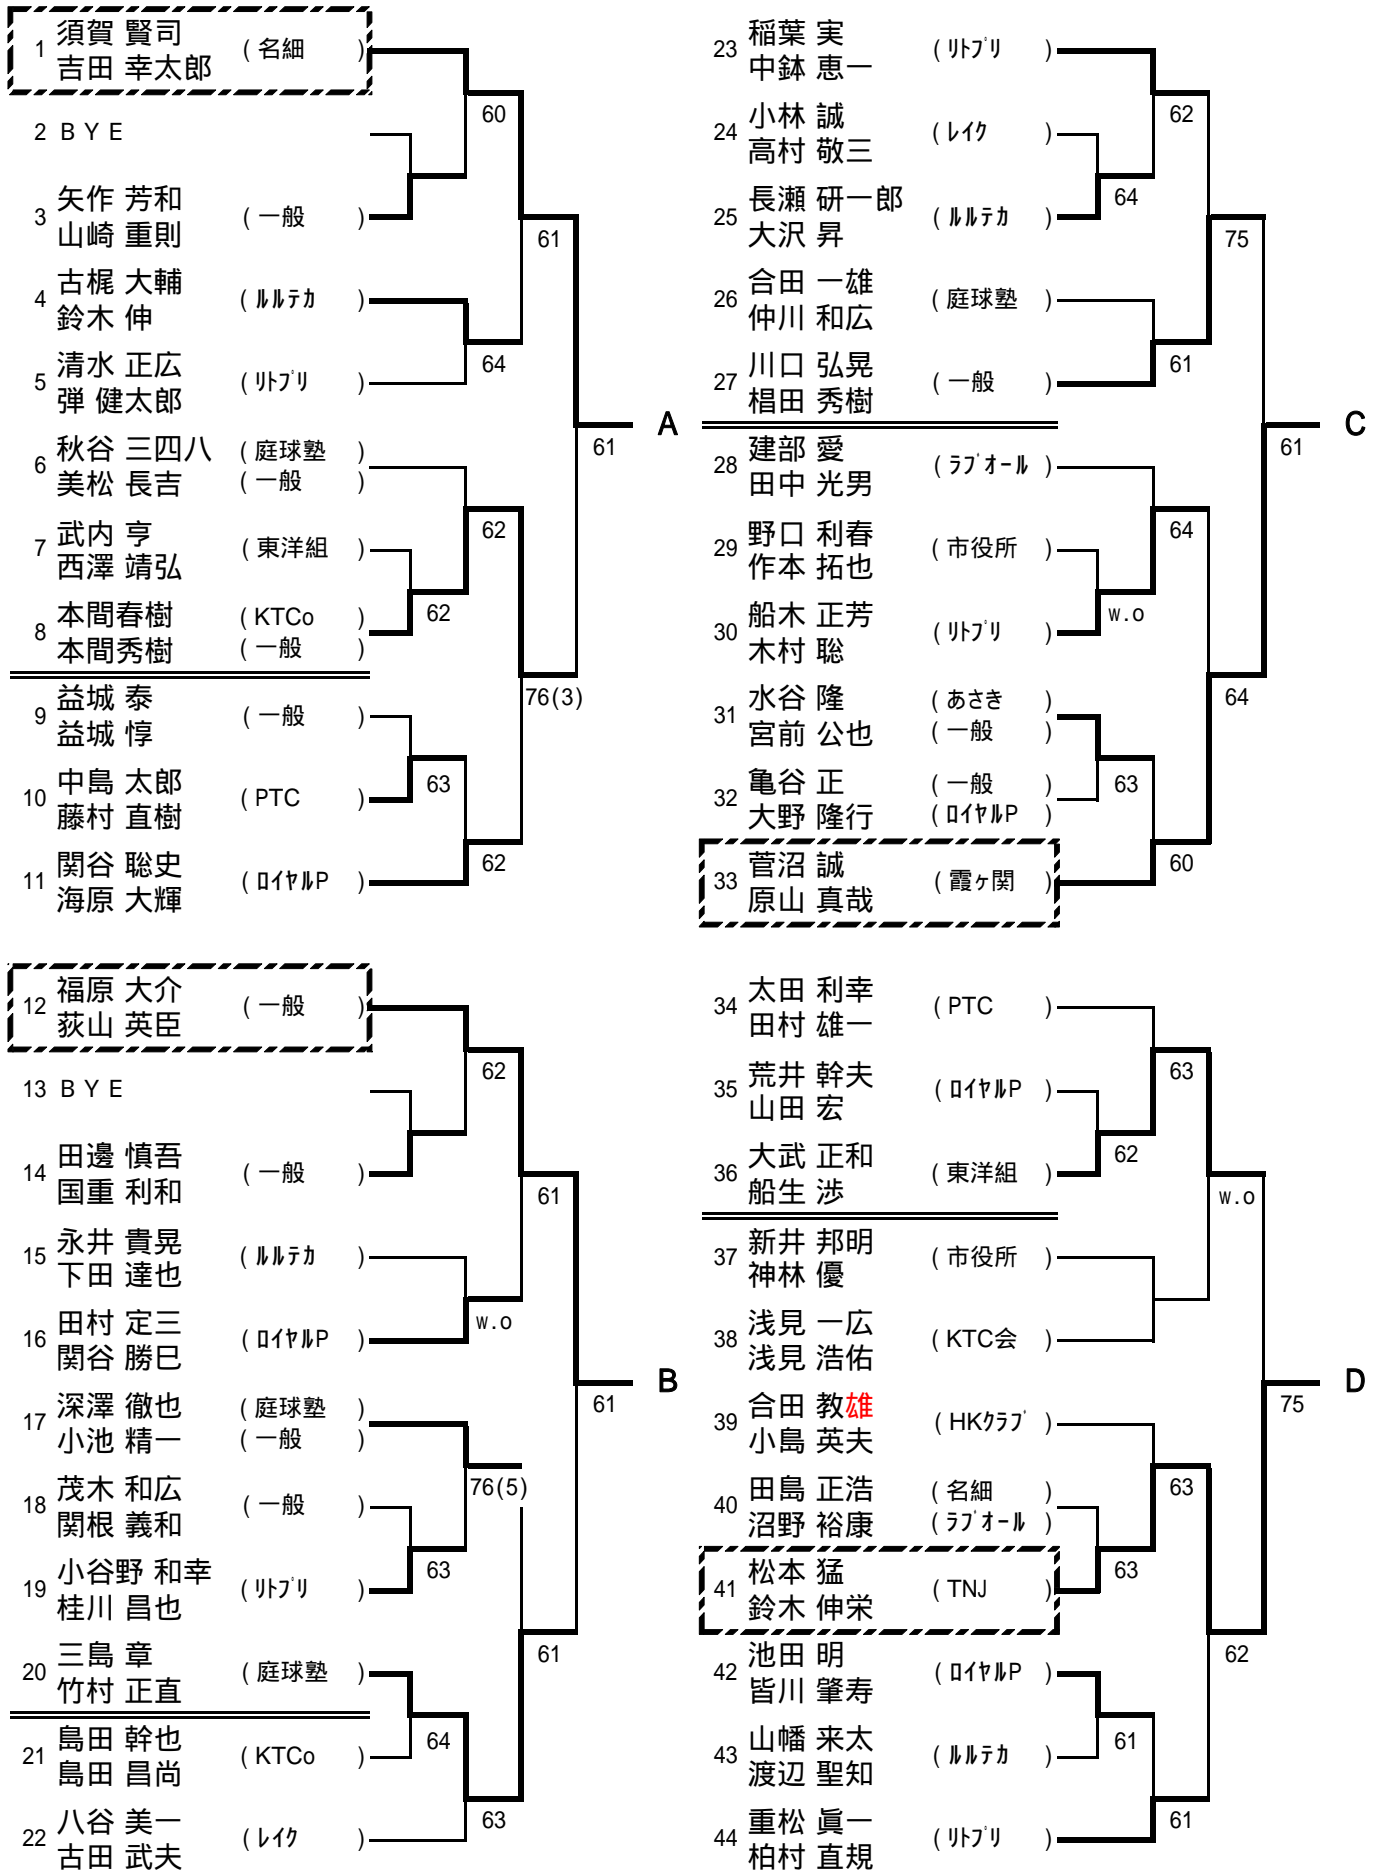 1 須賀 賢司 ( 名細 )
吉田 幸太郎
60
2 B Y E
3 矢作 芳和 ( 一般 )
山崎 重則
61
4 古梶 大輔 ( ﾙﾙﾃｶ )
鈴木 伸
64
5 清水 正広 ( ﾘﾄﾌﾟﾘ )
弾 健太郎
A
61
6 秋谷 三四八 ( 庭球塾 )
美松 長吉 ( 一般 )
62
7 武内 亨 ( 東洋組 )
西澤 靖弘
62
8 本間春樹 ( KTCo )
本間秀樹 ( 一般 )
76(3)
9 益城 泰 ( 一般 )
益城 惇
63
10 中島 太郎 ( PTC )
藤村 直樹
62
11 関谷 聡史 ( ﾛｲﾔﾙP )
海原 大輝
12 福原 大介 ( 一般 )
荻山 英臣
62
13 B Y E
14 田邊 慎吾 ( 一般 )
国重 利和
61
15 永井 貴晃 ( ﾙﾙﾃｶ )
下田 達也
w.o
16 田村 定三 ( ﾛｲﾔﾙP )
関谷 勝巳
B
61
17 深澤 徹也 ( 庭球塾 )
小池 精一 ( 一般 )
76(5)
18 茂木 和広 ( 一般 )
関根 義和
63
19 小谷野 和幸 ( ﾘﾄﾌﾟﾘ )
桂川 昌也
61
20 三島 章 ( 庭球塾 )
竹村 正直
64
21 島田 幹也 ( KTCo )
島田 昌尚
63
22 八谷 美一 ( ﾚｲｸ )
古田 武夫
23 稲葉 実 ( ﾘﾄﾌﾟﾘ )
中鉢 恵一
62
24 小林 誠 ( ﾚｲｸ )
高村 敬三
64
25 長瀬 研一郎 ( ﾙﾙﾃｶ )
大沢 昇
75
26 合田 一雄 ( 庭球塾 )
仲川 和広
61
27 川口 弘晃 ( 一般 )
椙田 秀樹
C
61
28 建部 愛 ( ﾗﾌﾞｵｰﾙ )
田中 光男
64
29 野口 利春 ( 市役所 )
作本 拓也
w.o
30 船木 正芳 ( ﾘﾄﾌﾟﾘ )
木村 聡
64
31 水谷 隆 ( あさき )
宮前 公也 ( 一般 )
63
32 亀谷 正 ( 一般 )
大野 隆行 ( ﾛｲﾔﾙP )
60
33 菅沼 誠 ( 霞ヶ関 )
原山 真哉
34 太田 利幸 ( PTC )
田村 雄一
63
35 荒井 幹夫 ( ﾛｲﾔﾙP )
山田 宏
62
36 大武 正和 ( 東洋組 )
船生 渉
w.o
37 新井 邦明 ( 市役所 )
神林 優
38 浅見 一広 ( KTC会 )
浅見 浩佑
D
75
39 合田 教雄 ( HKｸﾗﾌﾞ )
小島 英夫
63
40 田島 正浩 ( 名細 )
沼野 裕康 ( ﾗﾌﾞｵｰﾙ )
63
41 松本 猛 ( TNJ )
鈴木 伸栄
62
42 池田 明 ( ﾛｲﾔﾙP )
皆川 肇寿
61
43 山幡 来太 ( ﾙﾙﾃｶ )
渡辺 聖知
61
44 重松 眞一 ( ﾘﾄﾌﾟﾘ )
柏村 直規